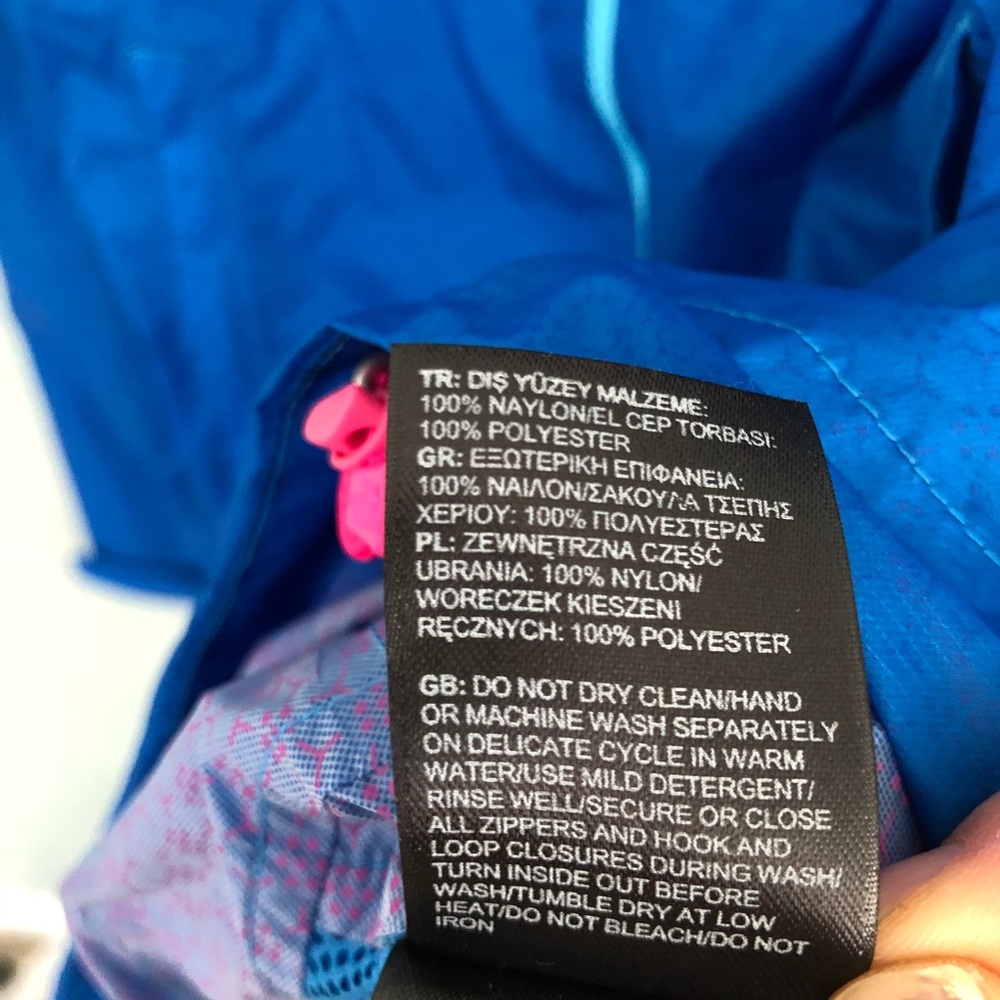 TR: DIŞ YÜZEY MALZEME:
100% NAYLON/EL CEP TORBASI:
100% POLYESTER
GR: ΕΞΩΤΕΡΙΚΗ ΕΠΙΦΑΝΕΙΑ:
100% ΝΑΙΛΟΝ/ΣΑΚΟΥΛΑ ΤΣΕΠΗΣ
ΧΕΡΙΟΥ: 100% ΠΟΛΥΕΣΤΕΡΑΣ
PL: ZEWNĘTRZNA CZĘŚĆ
UBRANIA: 100% NYLON/
WORECZEK KIESZENI
RĘCZNYCH: 100% POLYESTER
GB: DO NOT DRY CLEAN/HAND
OR MACHINE WASH SEPARATELY
ON DELICATE CYCLE IN WARM
WATER/USE MILD DETERGENT/
RINSE WELL/SECURE OR CLOSE
ALL ZIPPERS AND HOOK AND
LOOP CLOSURES DURING WASH/
TURN INSIDE OUT BEFORE
WASH/TUMBLE DRY AT LOW
HEAT/DO NOT BLEACH/DO NOT
IRON